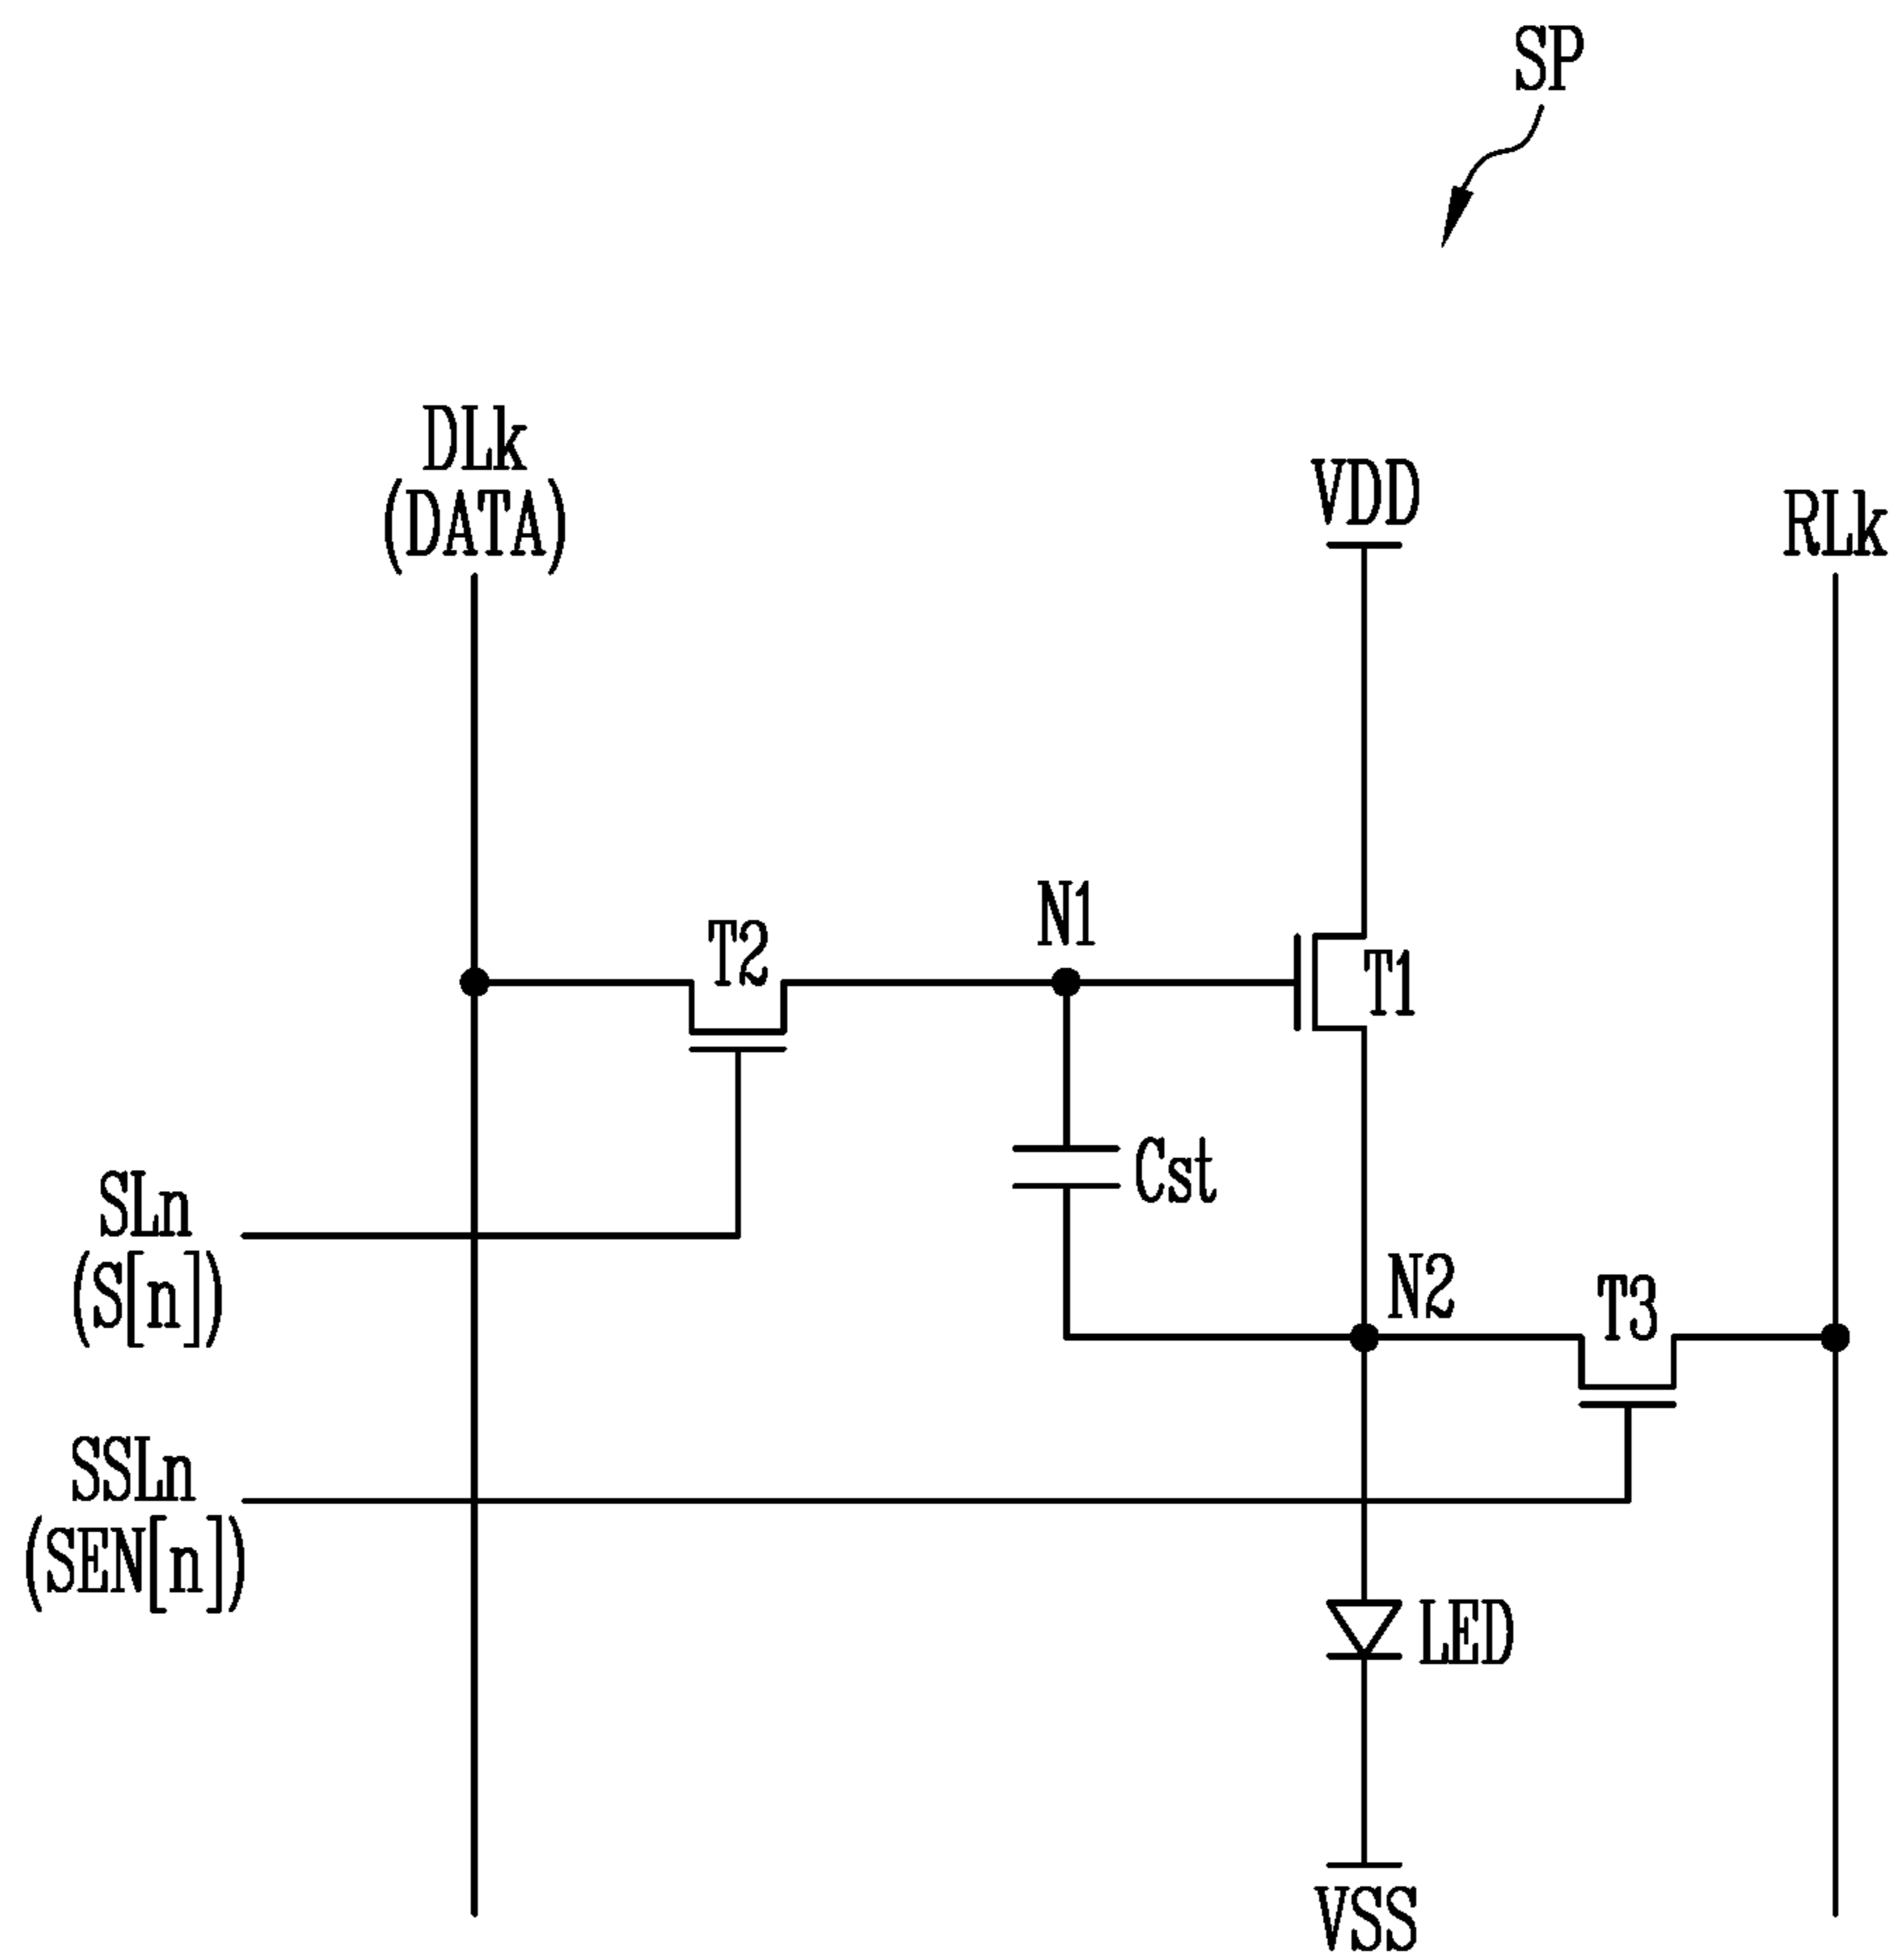 SP
DLk
(DATA)
VDD
RLk
N1
T2
T1
Cst
SLn
(S[n])
N2
T3
SSLn
(SEN[n])
LED
VSS